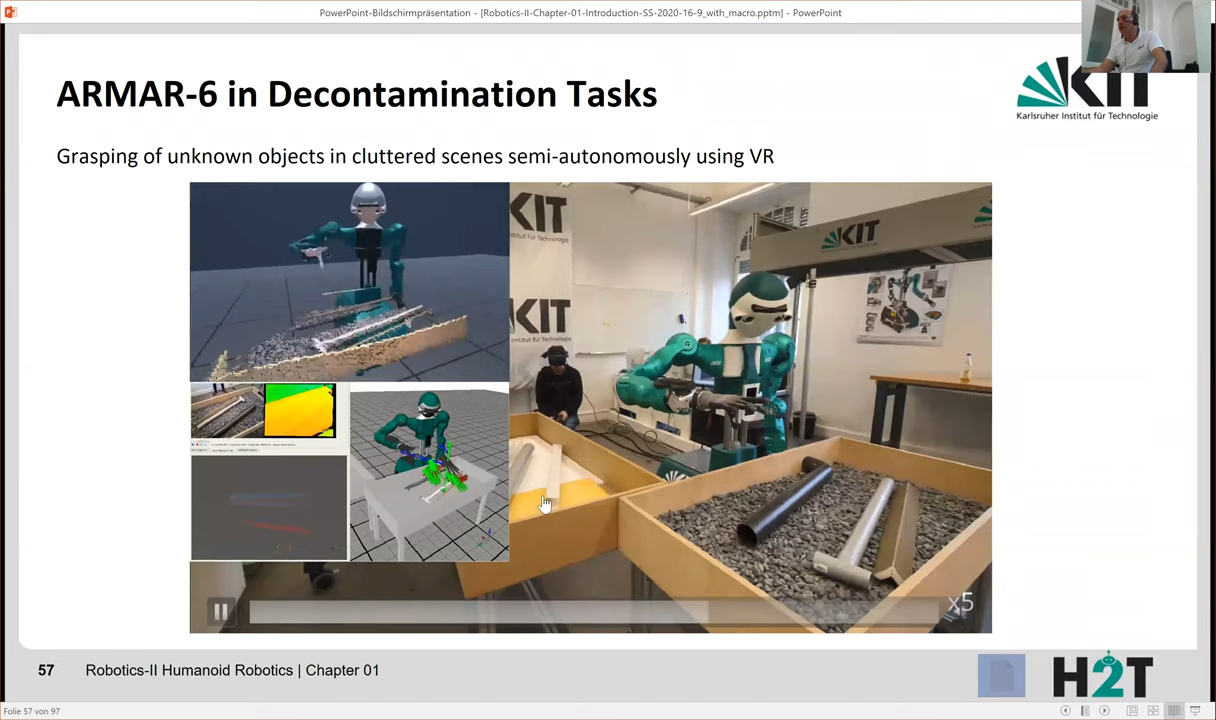 PowerPoint-Bildschirmpräsentation - [Robotics-II-Chapter-01-Introduction-SS-2020-16-9_with_macro.pptm] - PowerPoint
ARMAR-6 in Decontamination Tasks
KIT
Karlsruher Institut für Technologie
Grasping of unknown objects in cluttered scenes semi-autonomously using VR
KIT
KIT
KIT
x5
57
Robotics-II Humanoid Robotics | Chapter 01
H2T
Folie 57 von 97